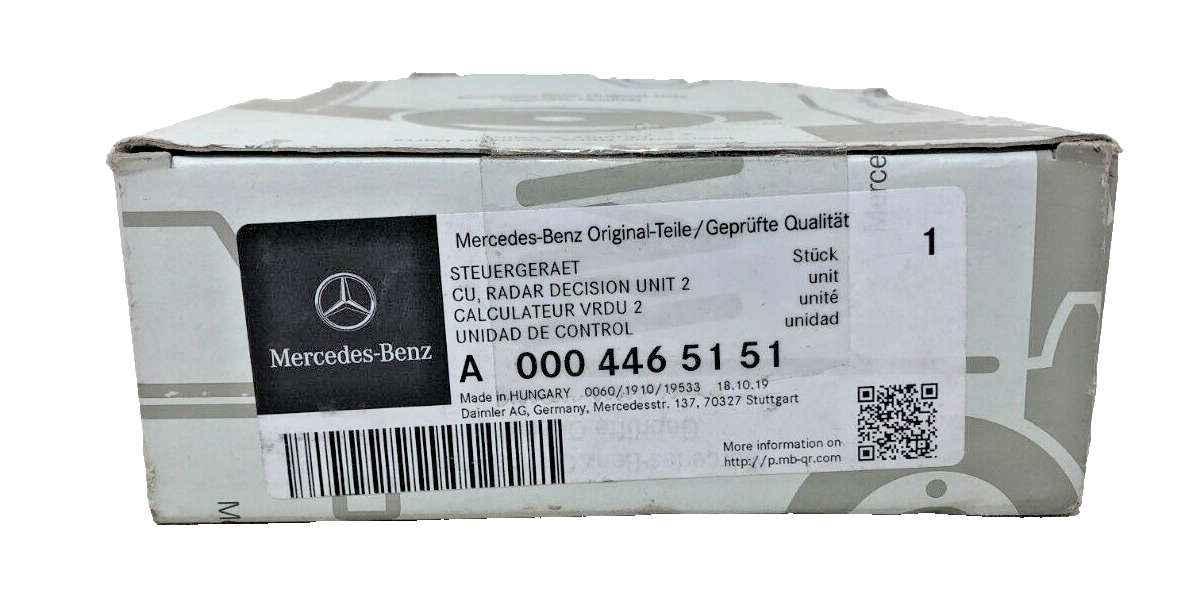 Mercedes-Benz Original-Teile/Geprüfte Qualität
1
STEUERGERAET
CU, RADAR DECISION UNIT 2
CALCULATEUR VRDU 2
UNIDAD DE CONTROL
Stück
unit
unité
unidad
Mercedes-Benz
A 000 446 51 51
Made in HUNGARY 0060/1910/19533 18.10.19
Daimler AG, Germany, Mercedesstr. 137, 70327 Stuttgart
More information on
http://p.mb-qr.com
Merce
M